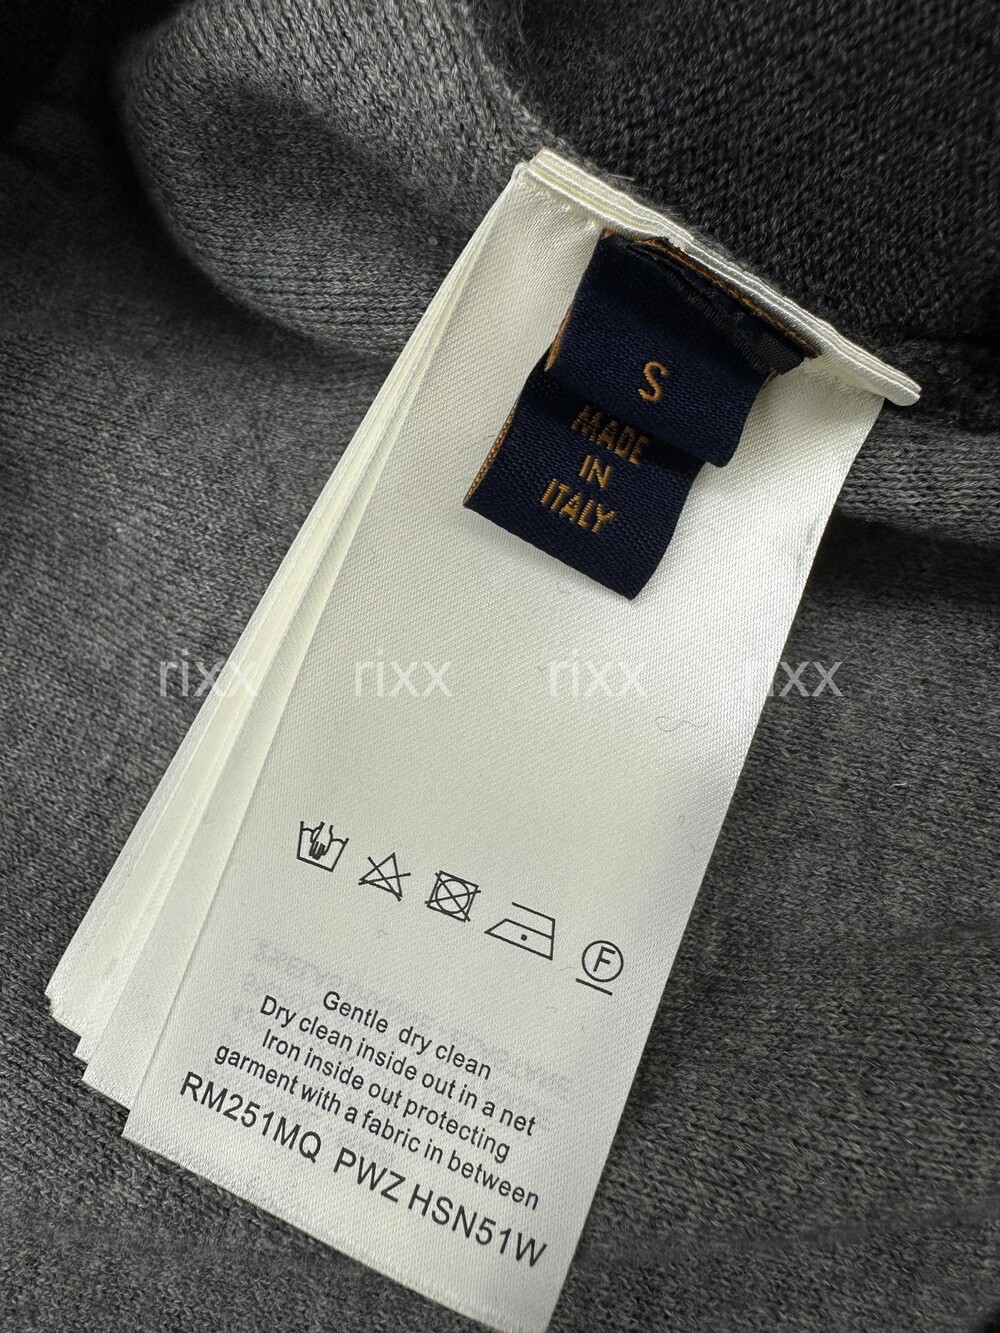 S
MADE
IN
ITALY
rixx rixx rixx rixx
F
Gentle dry clean
Dry clean inside out in a net
Iron inside out protecting
garment with a fabric in between
RM251MQ PWZ HSN51W